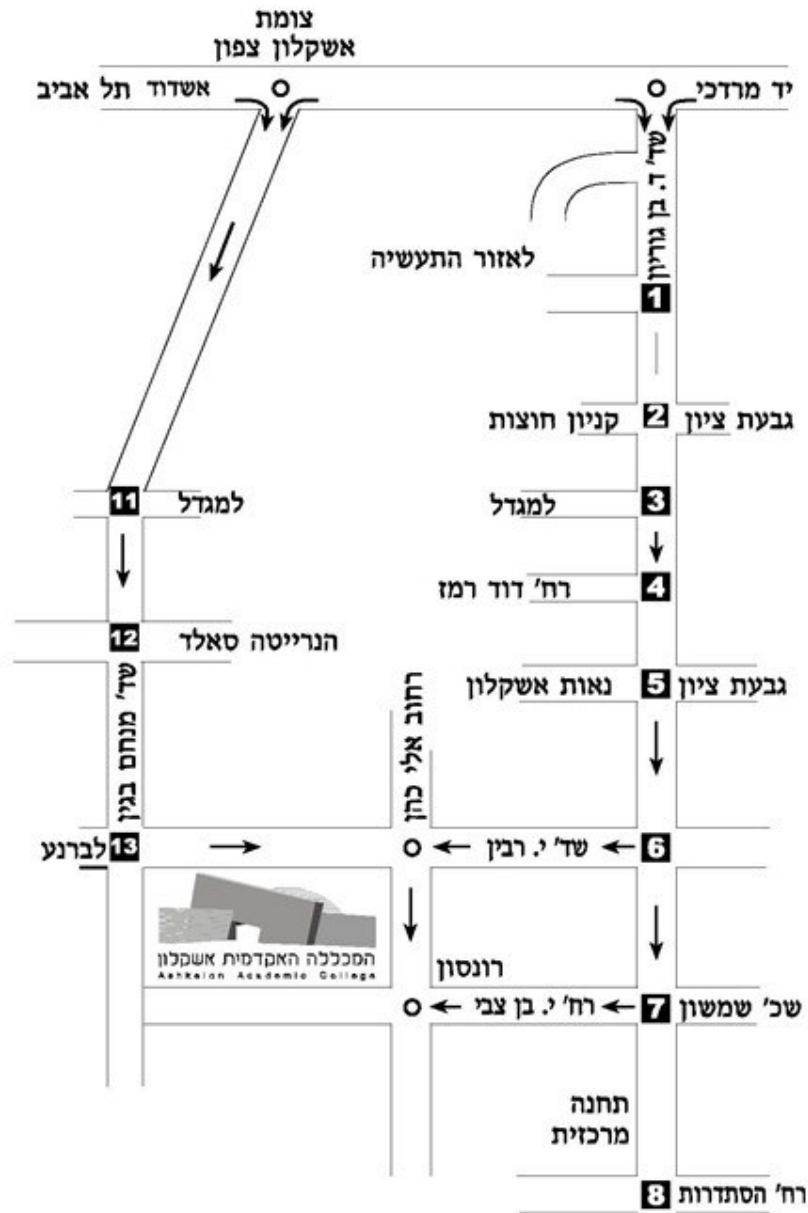 צומת
אשקלון צפון
יד מרדכי
אשדוד תל אביב
שד' ד. בן גוריון
לאזור התעשיה
1
גבעת ציון
2
קניון חוצות
3
למגדל
11
למגדל
4
רח' דוד רמז
12
הנרייטה סאלד
גבעת ציון
5
נאות אשקלון
רחוב אלי כהן
שד' מנחם בגין
6
שד' י. רבין
13
לברנע
המכללה האקדמית אשקלון
Ashkelon Academic College
רונסון
שכ' שמשון
7
רח' י. בן צבי
תחנה
מרכזית
רח' הסתדרות
8